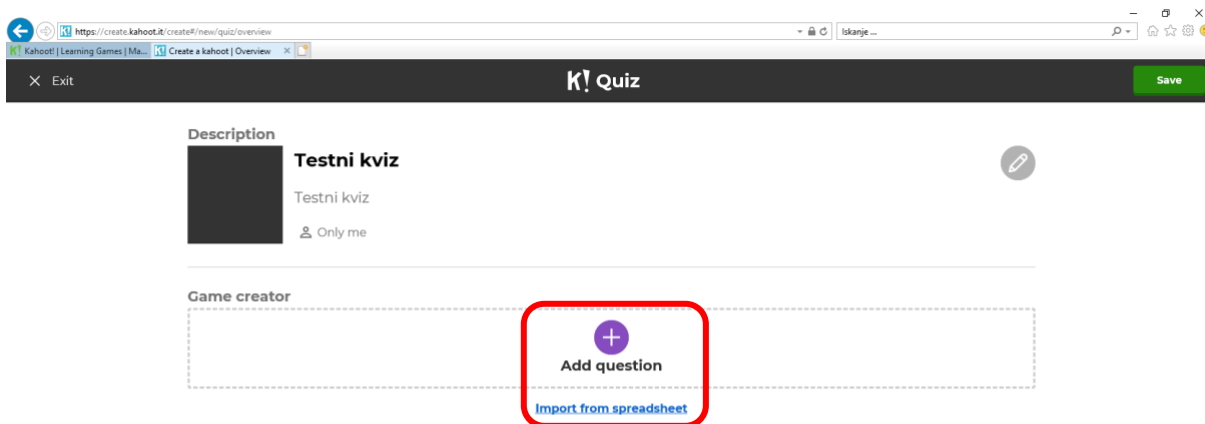 https://create.kahoot.it/create#/new/quiz/overview
Iskanje ...
K! Kahoot! | Learning Games | Ma...
K! Create a kahoot | Overview
Exit
K! Quiz
Save
Description
Testni kviz
Testni kviz
Only me
Game creator
Add question
Import from spreadsheet